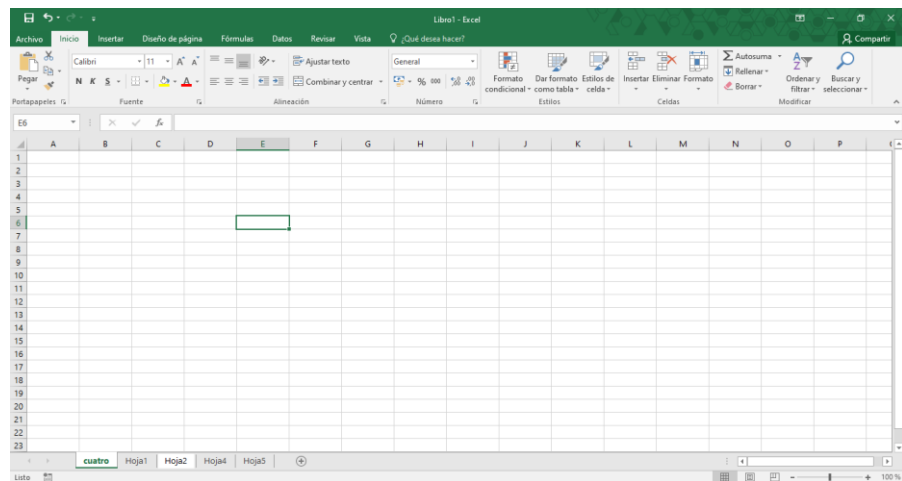 Libro1 - Excel
Archivo Inicio Insertar Diseño de página Fórmulas Datos Revisar Vista ¿Qué desea hacer? Compartir
Calibri 11 A A Ajustar texto General Autosuma
Pegar Formato Dar formato Estilos de Insertar Eliminar Formato Rellenar Ordenar y Buscar y
N K S A Combinar y centrar % 000 condicional como tabla celda Borrar filtrar seleccionar
Portapapeles Fuente Alineación Número Estilos Celdas Modificar
E6 fx
A B C D E F G H I J K L M N O P
1
2
3
4
5
6
7
8
9
10
11
12
13
14
15
16
17
18
19
20
21
22
23
cuatro Hoja1 Hoja2 Hoja4 Hoja5
Listo 100 %